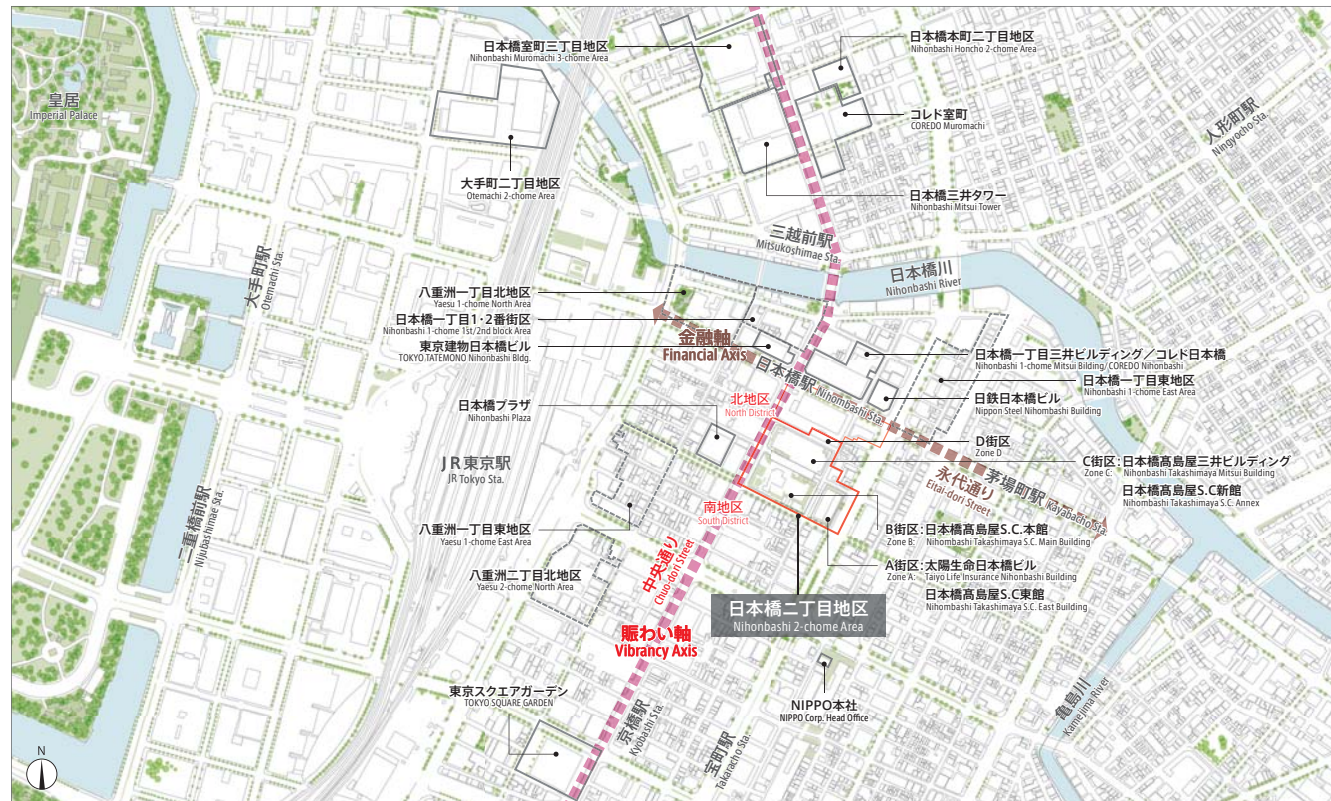 日本橋室町三丁目地区
Nihonbashi Muromachi 3-chome Area
日本橋本町二丁目地区
Nihonbashi Honcho 2-chome Area
皇居
Imperial Palace
コレド室町
COREDO Muromachi
人形町駅
Ningyocho Sta.
大手町二丁目地区
Otemachi 2-chome Area
日本橋三井タワー
Nihonbashi Mitsui Tower
三越前駅
Mitsukoshimae Sta.
大手町駅
Otemachi Sta.
日本橋川
Nihonbashi River
八重洲一丁目北地区
Yaesu 1-chome North Area
日本橋一丁目1・2番街区
Nihonbashi 1-chome 1st/2nd block Area
東京建物日本橋ビル
TOKYO TATEMONO Nihonbashi Bldg.
金融軸
Financial Axis
日本橋駅 Nihombashi Sta.
日本橋一丁目三井ビルディング／コレド日本橋
Nihonbashi 1-chome Mitsui Bilding/ COREDO Nihonbashi
日本橋一丁目東地区
Nihonbashi 1-chome East Area
日鉄日本橋ビル
Nippon Steel Nihombashi Building
日本橋プラザ
Nihonbashi Plaza
北地区
North District
D街区
Zone D
C街区：日本橋髙島屋三井ビルディング
Zone C: Nihonbashi Takashimaya Mitsui Building
日本橋髙島屋S.C新館
Nihombashi Takashimaya S.C. Annex
JR東京駅
JR Tokyo Sta.
永代通り
Eitai-dori Street
茅場町駅 Kayabacho Sta.
二重橋前駅
Nijubashimae Sta.
南地区
South District
八重洲一丁目東地区
Yaesu 1-chome East Area
B街区：日本橋髙島屋S.C.本館
Zone B: Nihombashi Takashimaya S.C. Main Building
A街区：太陽生命日本橋ビル
Zone A: Taiyo Life Insurance Nihonbashi Building
日本橋髙島屋S.C東館
Nihombashi Takashimaya S.C. East Building
八重洲二丁目北地区
Yaesu 2-chome North Area
中央通り
Chuo-dori Street
日本橋二丁目地区
Nihonbashi 2-chome Area
賑わい軸
Vibrancy Axis
東京スクエアガーデン
TOKYO SQUARE GARDEN
京橋駅
Kyobashi Sta.
宝町駅
Takaracho Sta.
NIPPO本社
NIPPO Corp. Head Office
亀島川
Kamejima River
N